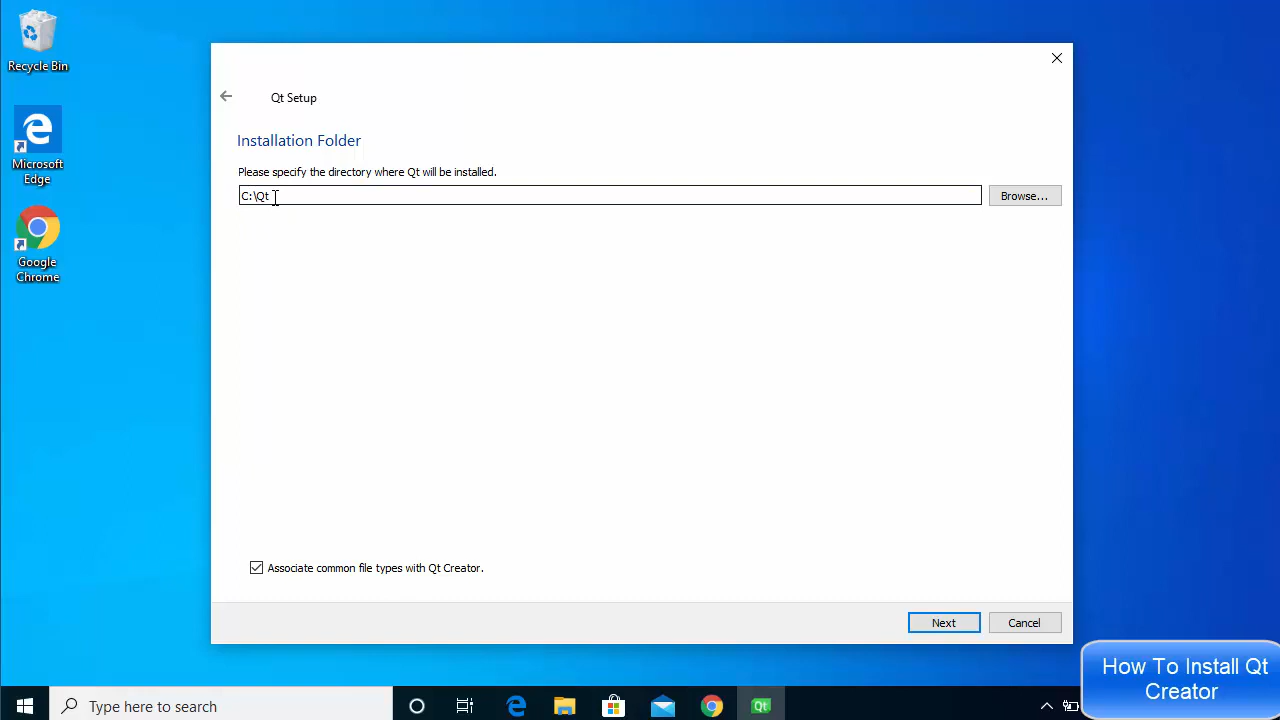 Recycle Bin
Microsoft
Edge
Google
Chrome
Qt Setup
Installation Folder
Please specify the directory where Qt will be installed.
C:\Qt
Browse...
Associate common file types with Qt Creator.
Next
Cancel
How To Install Qt
Creator
Type here to search
Qt